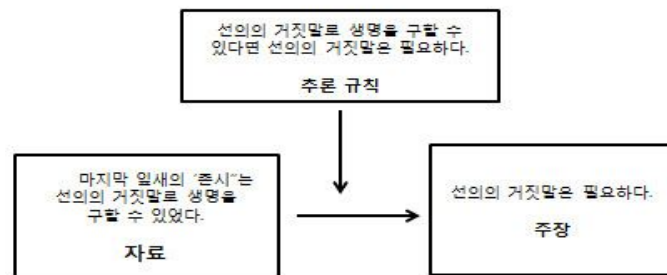 선의의 거짓말로 생명을 구할 수
있다면 선의의 거짓말은 필요하다.
추론 규칙
마지막 잎새의 '존시"는
선의의 거짓말로 생명을
구할 수 있었다.
자료
선의의 거짓말은 필요하다.
주장